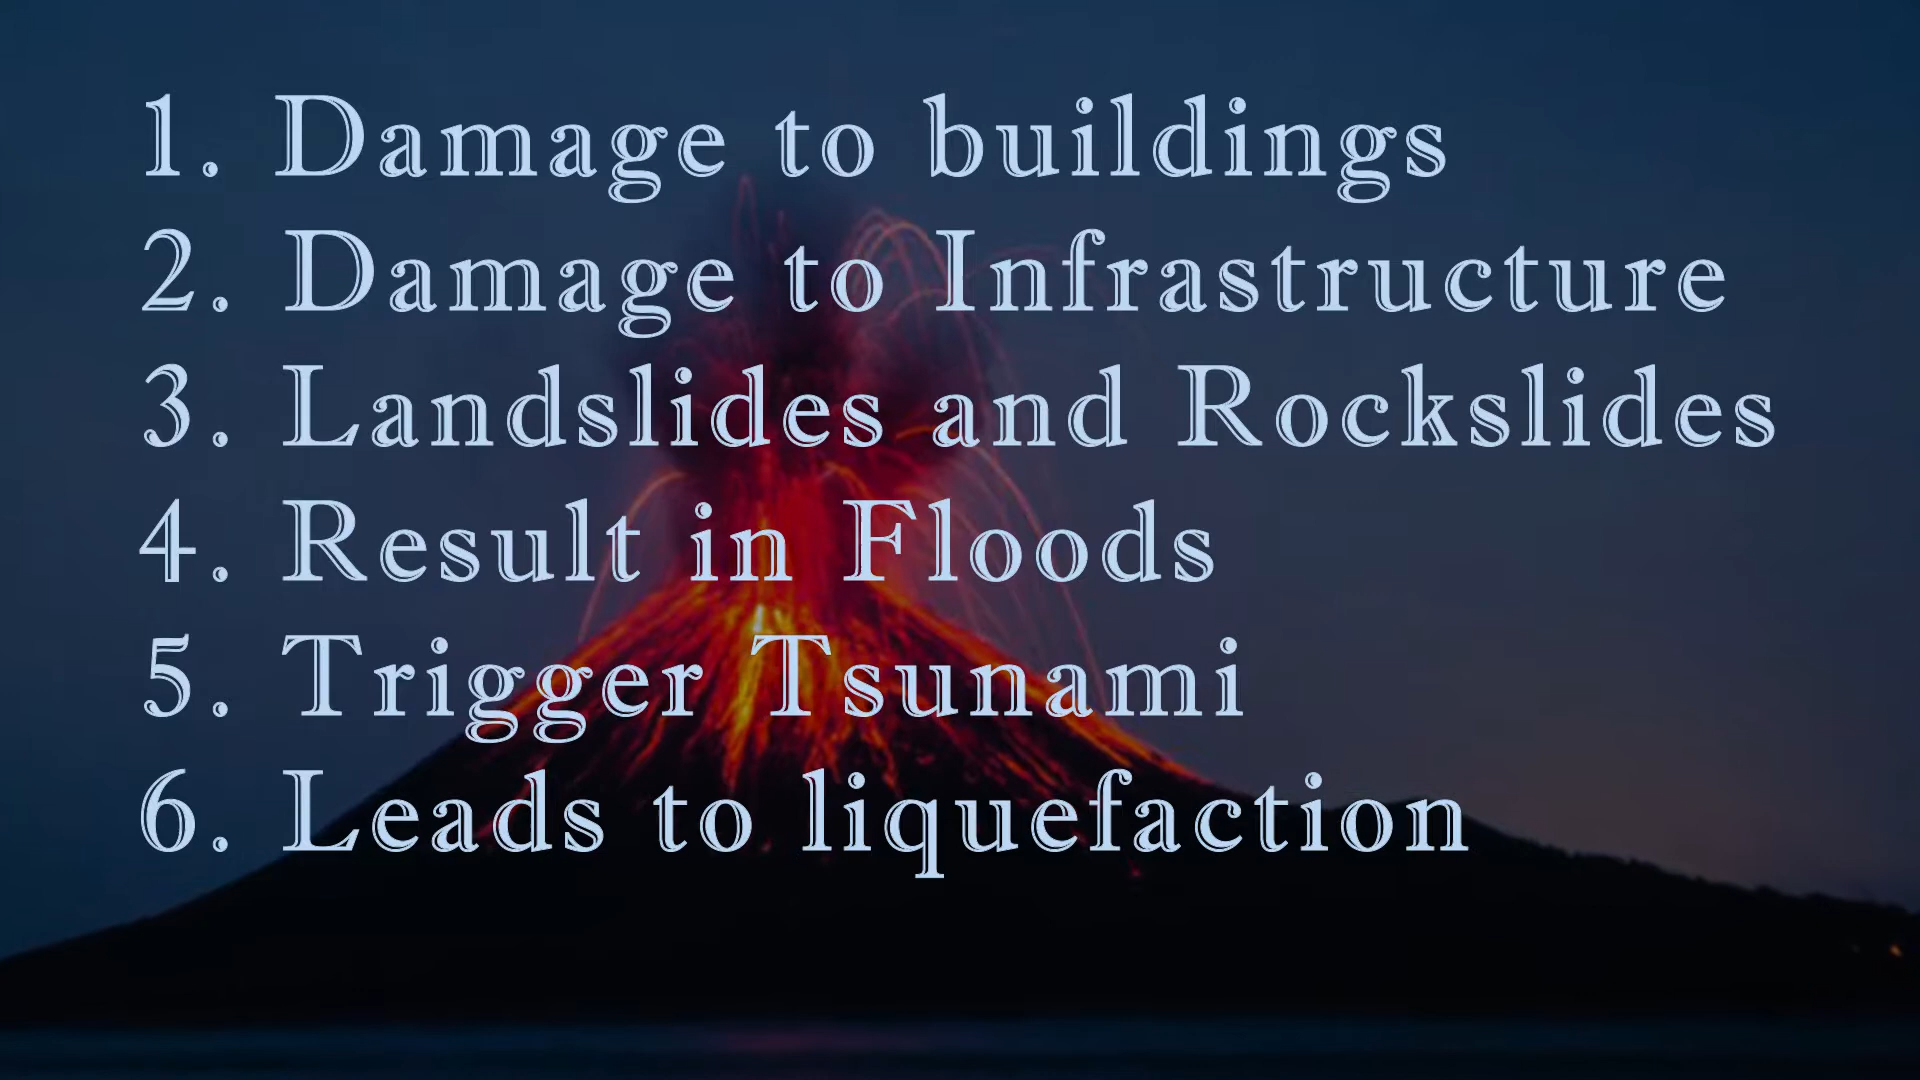 1. Damage to buildings
2. Damage to Infrastructure
3. Landslides and Rockslides
4. Result in Floods
5. Trigger Tsunami
6. Leads to liquefaction